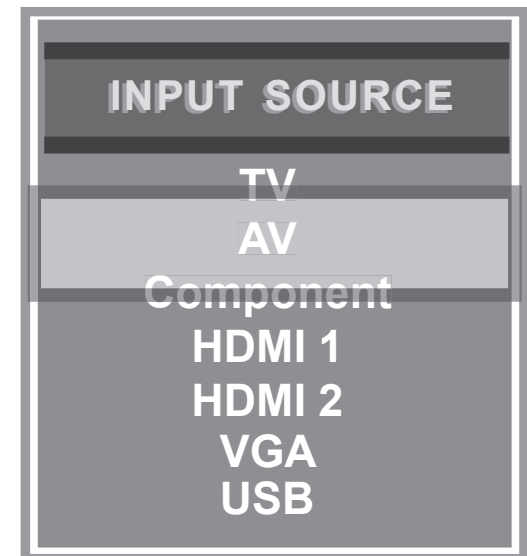 INPUT SOURCE
TV
AV
Component
HDMI 1
HDMI 2
VGA
USB